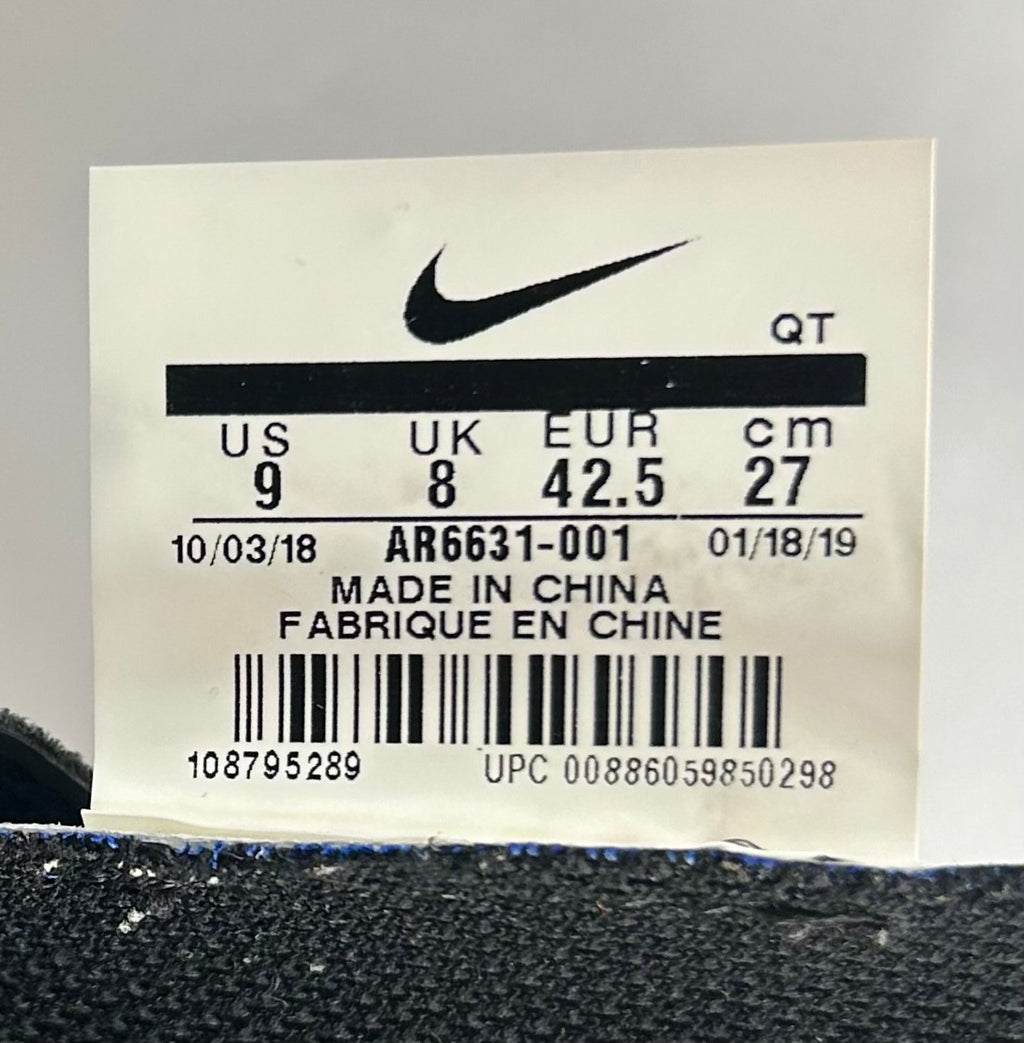 QT
US UK EUR cm
9 8 42.5 27
10/03/18 AR6631-001 01/18/19
MADE IN CHINA
FABRIQUE EN CHINE
108795289 UPC 00886059850298